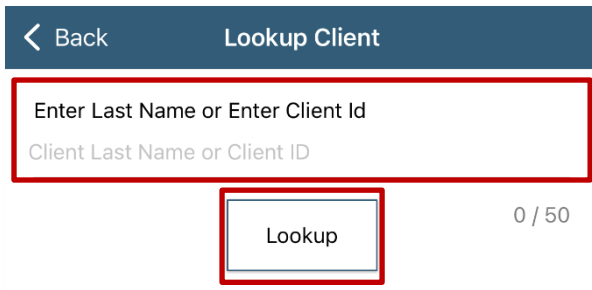 Back
Lookup Client
Enter Last Name or Enter Client Id
Client Last Name or Client ID
0 / 50
Lookup